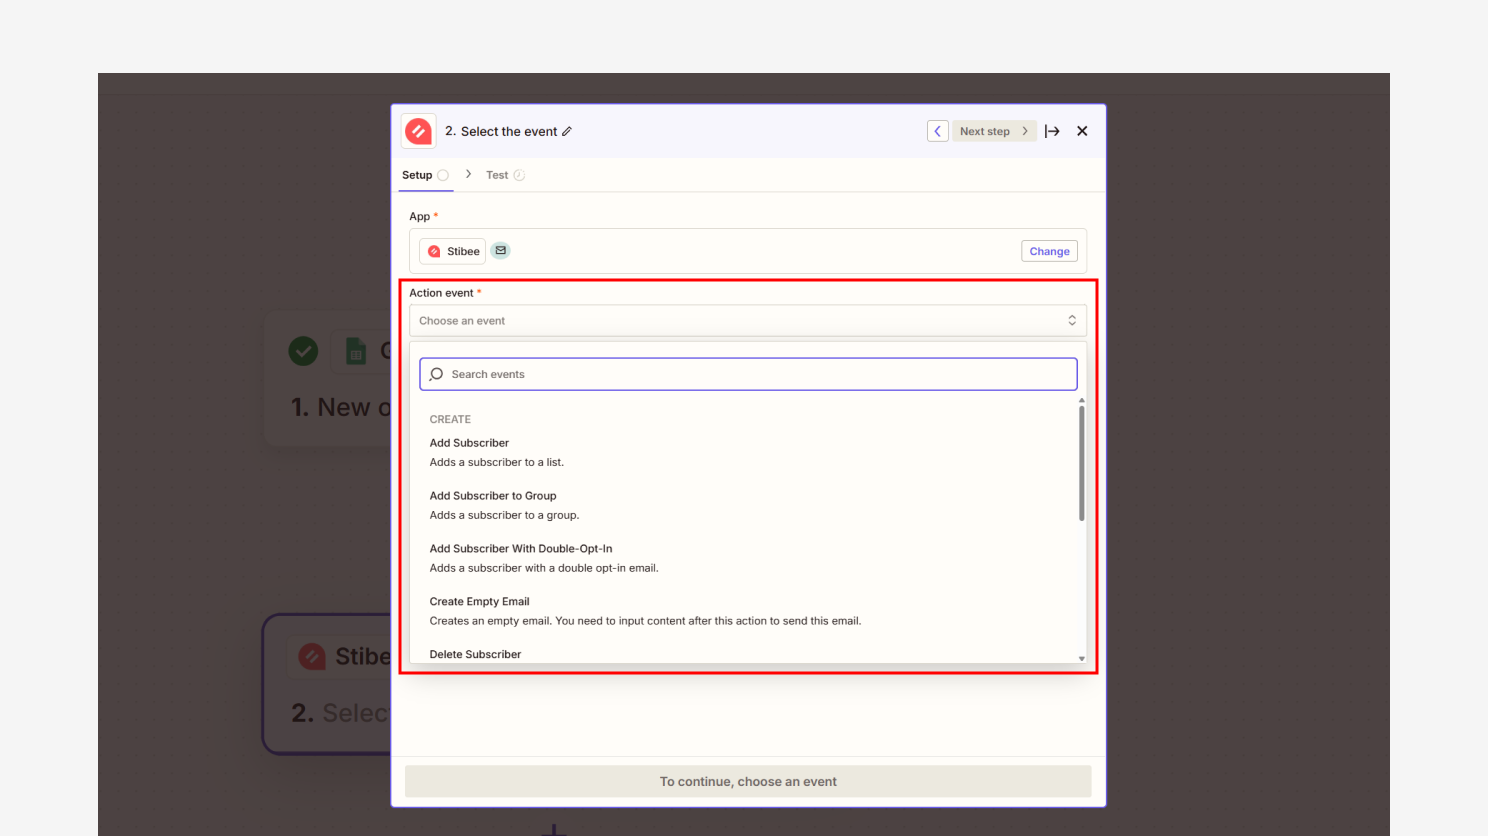 2. Select the event
Next step
Setup
Test
App *
Stibee
Change
Action event *
Choose an event
Search events
CREATE
Add Subscriber
Adds a subscriber to a list.
Add Subscriber to Group
Adds a subscriber to a group.
Add Subscriber With Double-Opt-In
Adds a subscriber with a double opt-in email.
Create Empty Email
Creates an empty email. You need to input content after this action to send this email.
Delete Subscriber
To continue, choose an event
1. New
2.